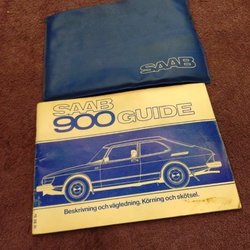 SAAB
SAAB
900 GUIDE
Beskrivning och vägledning. Körning och skötsel.